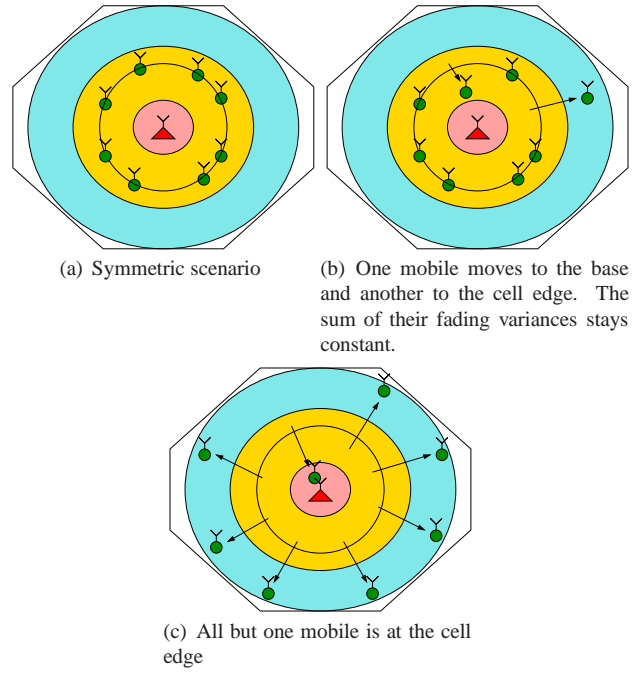 (a) Symmetric scenario
(b) One mobile moves to the base
and another to the cell edge. The
sum of their fading variances stays
constant.
(c) All but one mobile is at the cell
edge